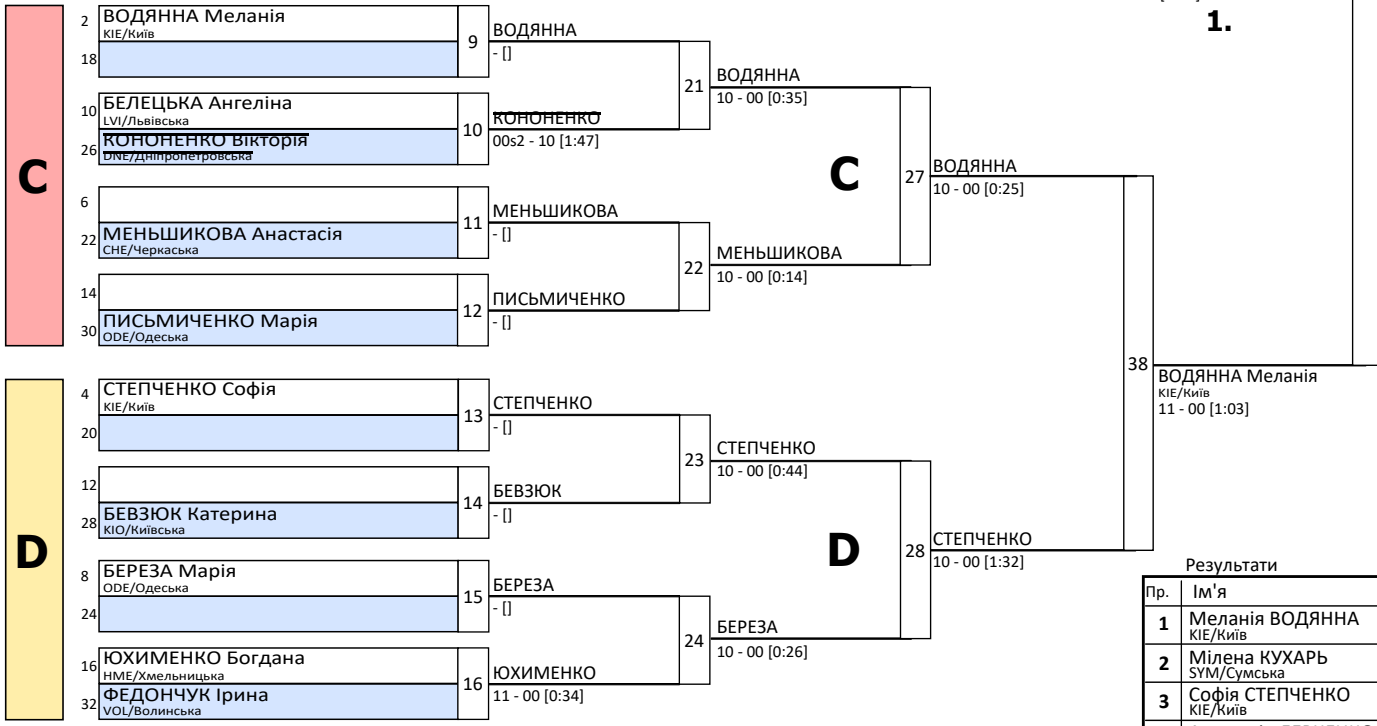 1.
C
2
ВОДЯННА Меланія
KIE/Київ
18
9
ВОДЯННА
- []
10
БЕЛЕЦЬКА Ангеліна
LVI/Львівська
26
КОНОНЕНКО Вікторія
DNE/Дніпропетровська
10
КОНОНЕНКО
00s2 - 10 [1:47]
21
ВОДЯННА
10 - 00 [0:35]
6
22
МЕНЬШИКОВА Анастасія
CHE/Черкаська
11
МЕНЬШИКОВА
- []
14
30
ПИСЬМИЧЕНКО Марія
ODE/Одеська
12
ПИСЬМИЧЕНКО
- []
22
МЕНЬШИКОВА
10 - 00 [0:14]
C
27
ВОДЯННА
10 - 00 [0:25]
D
4
СТЕПЧЕНКО Софія
KIE/Київ
20
13
СТЕПЧЕНКО
- []
12
28
БЕВЗЮК Катерина
KIO/Київська
14
БЕВЗЮК
- []
23
СТЕПЧЕНКО
10 - 00 [0:44]
8
БЕРЕЗА Марія
ODE/Одеська
24
15
БЕРЕЗА
- []
16
ЮХИМЕНКО Богдана
HME/Хмельницька
32
ФЕДОНЧУК Ірина
VOL/Волинська
16
ЮХИМЕНКО
11 - 00 [0:34]
24
БЕРЕЗА
10 - 00 [0:26]
D
28
СТЕПЧЕНКО
10 - 00 [1:32]
38
ВОДЯННА Меланія
KIE/Київ
11 - 00 [1:03]
Результати
Пр. Ім'я
1 Меланія ВОДЯННА
KIE/Київ
2 Мілена КУХАРЬ
SYM/Сумська
3 Софія СТЕПЧЕНКО
KIE/Київ